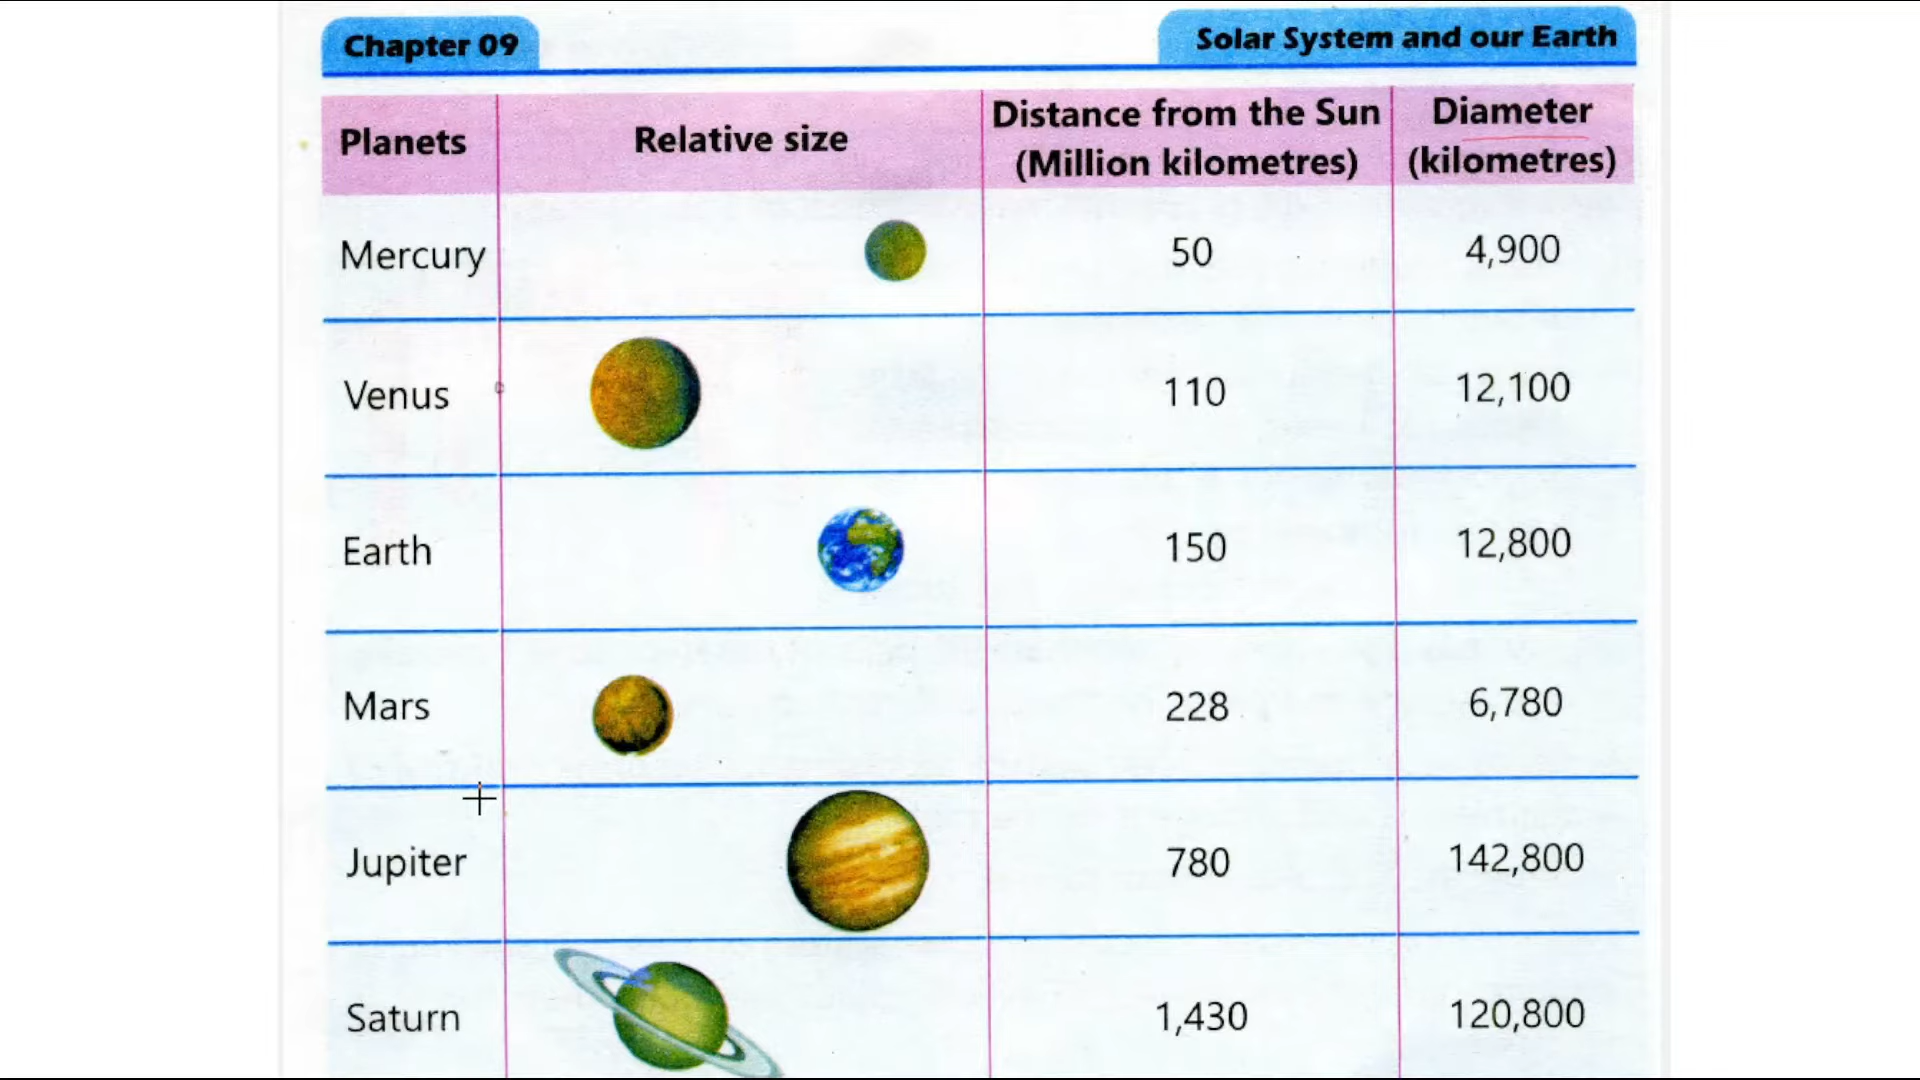 Chapter 09
Solar System and our Earth
Planets
Relative size
Distance from the Sun
(Million kilometres)
Diameter
(kilometres)
Mercury 50 4,900
Venus 110 12,100
Earth 150 12,800
Mars 228 6,780
Jupiter 780 142,800
Saturn 1,430 120,800